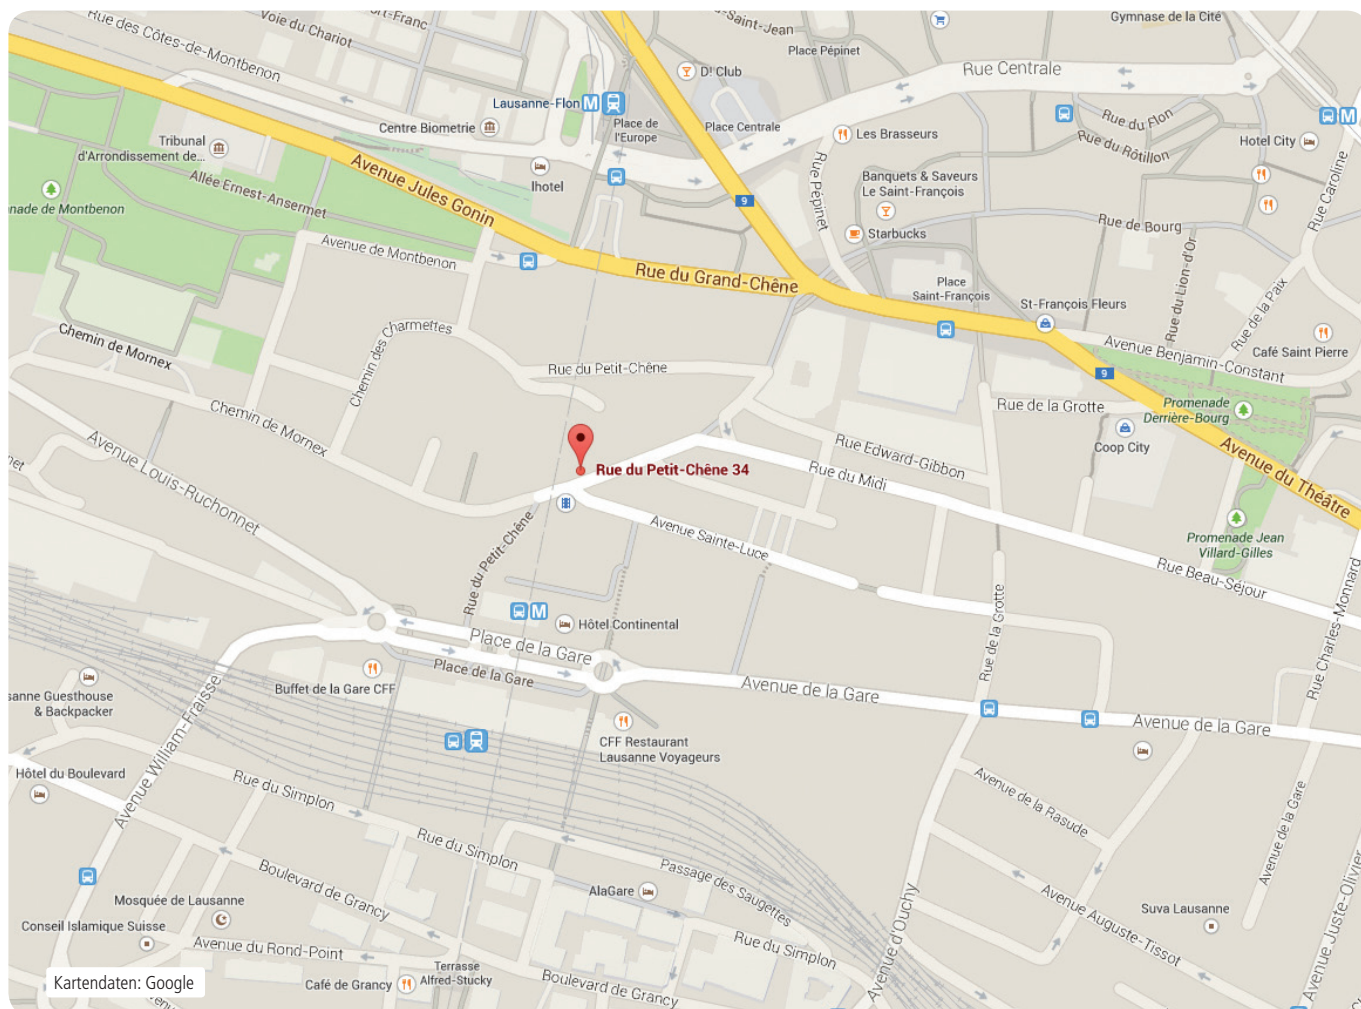 Rue des Côtes-de-Montbenon
Voie du Chariot
ort-Franc
-Saint-Jean
Place Pépinet
Gymnase de la Cité
D! Club
Rue Centrale
Lausanne-Flon
M
Place de
l'Europe
Place Centrale
Centre Biometrie
Les Brasseurs
Rue du Flon
Rue du Rôtillon
Hotel City
M
Tribunal
d'Arrondissement de...
Avenue Jules Gonin
Ihotel
Rue Pépinet
Banquets & Saveurs
Le Saint-François
Rue Caroline
Allée Ernest-Ansermet
nade de Montbenon
9
Starbucks
Rue de Bourg
Avenue de Montbenon
Rue du Grand-Chêne
Place
Saint-François
Rue du Lion-d'Or
St-François Fleurs
Rue de la Paix
Chemin de Mornex
Chemin des Charmettes
Avenue Benjamin-Constant
Café Saint Pierre
Rue du Petit-Chêne
9
Chemin de Mornex
Rue de la Grotte
Promenade
Derrière-Bourg
Avenue Louis-Ruchonnet
Rue Edward-Gibbon
Coop City
Avenue du Théâtre
Rue du Petit-Chêne 34
Rue du Midi
net
Rue du Petit-Chêne
Avenue Sainte-Luce
Promenade Jean
Villard-Gilles
Rue Beau-Séjour
Rue de la Grotte
Rue Charles-Monnard
M
Hôtel Continental
Place de la Gare
Place de la Gare
Buffet de la Gare CFF
Avenue de la Gare
Avenue de la Gare
sanne Guesthouse
& Backpacker
Avenue William-Fraisse
CFF Restaurant
Lausanne Voyageurs
Hôtel du Boulevard
Rue du Simplon
Avenue de la Rasude
Rue du Simplon
Avenue de la Gare
Boulevard de Grancy
Passage des Saugettes
AlaGare
Avenue d'Ouchy
Avenue Auguste-Tissot
Avenue Juste-Olivier
Mosquée de Lausanne
Suva Lausanne
Conseil Islamique Suisse
Avenue du Rond-Point
Rue du Simplon
Terrasse
Alfred-Stucky
Café de Grancy
Boulevard de Grancy
Kartendaten: Google